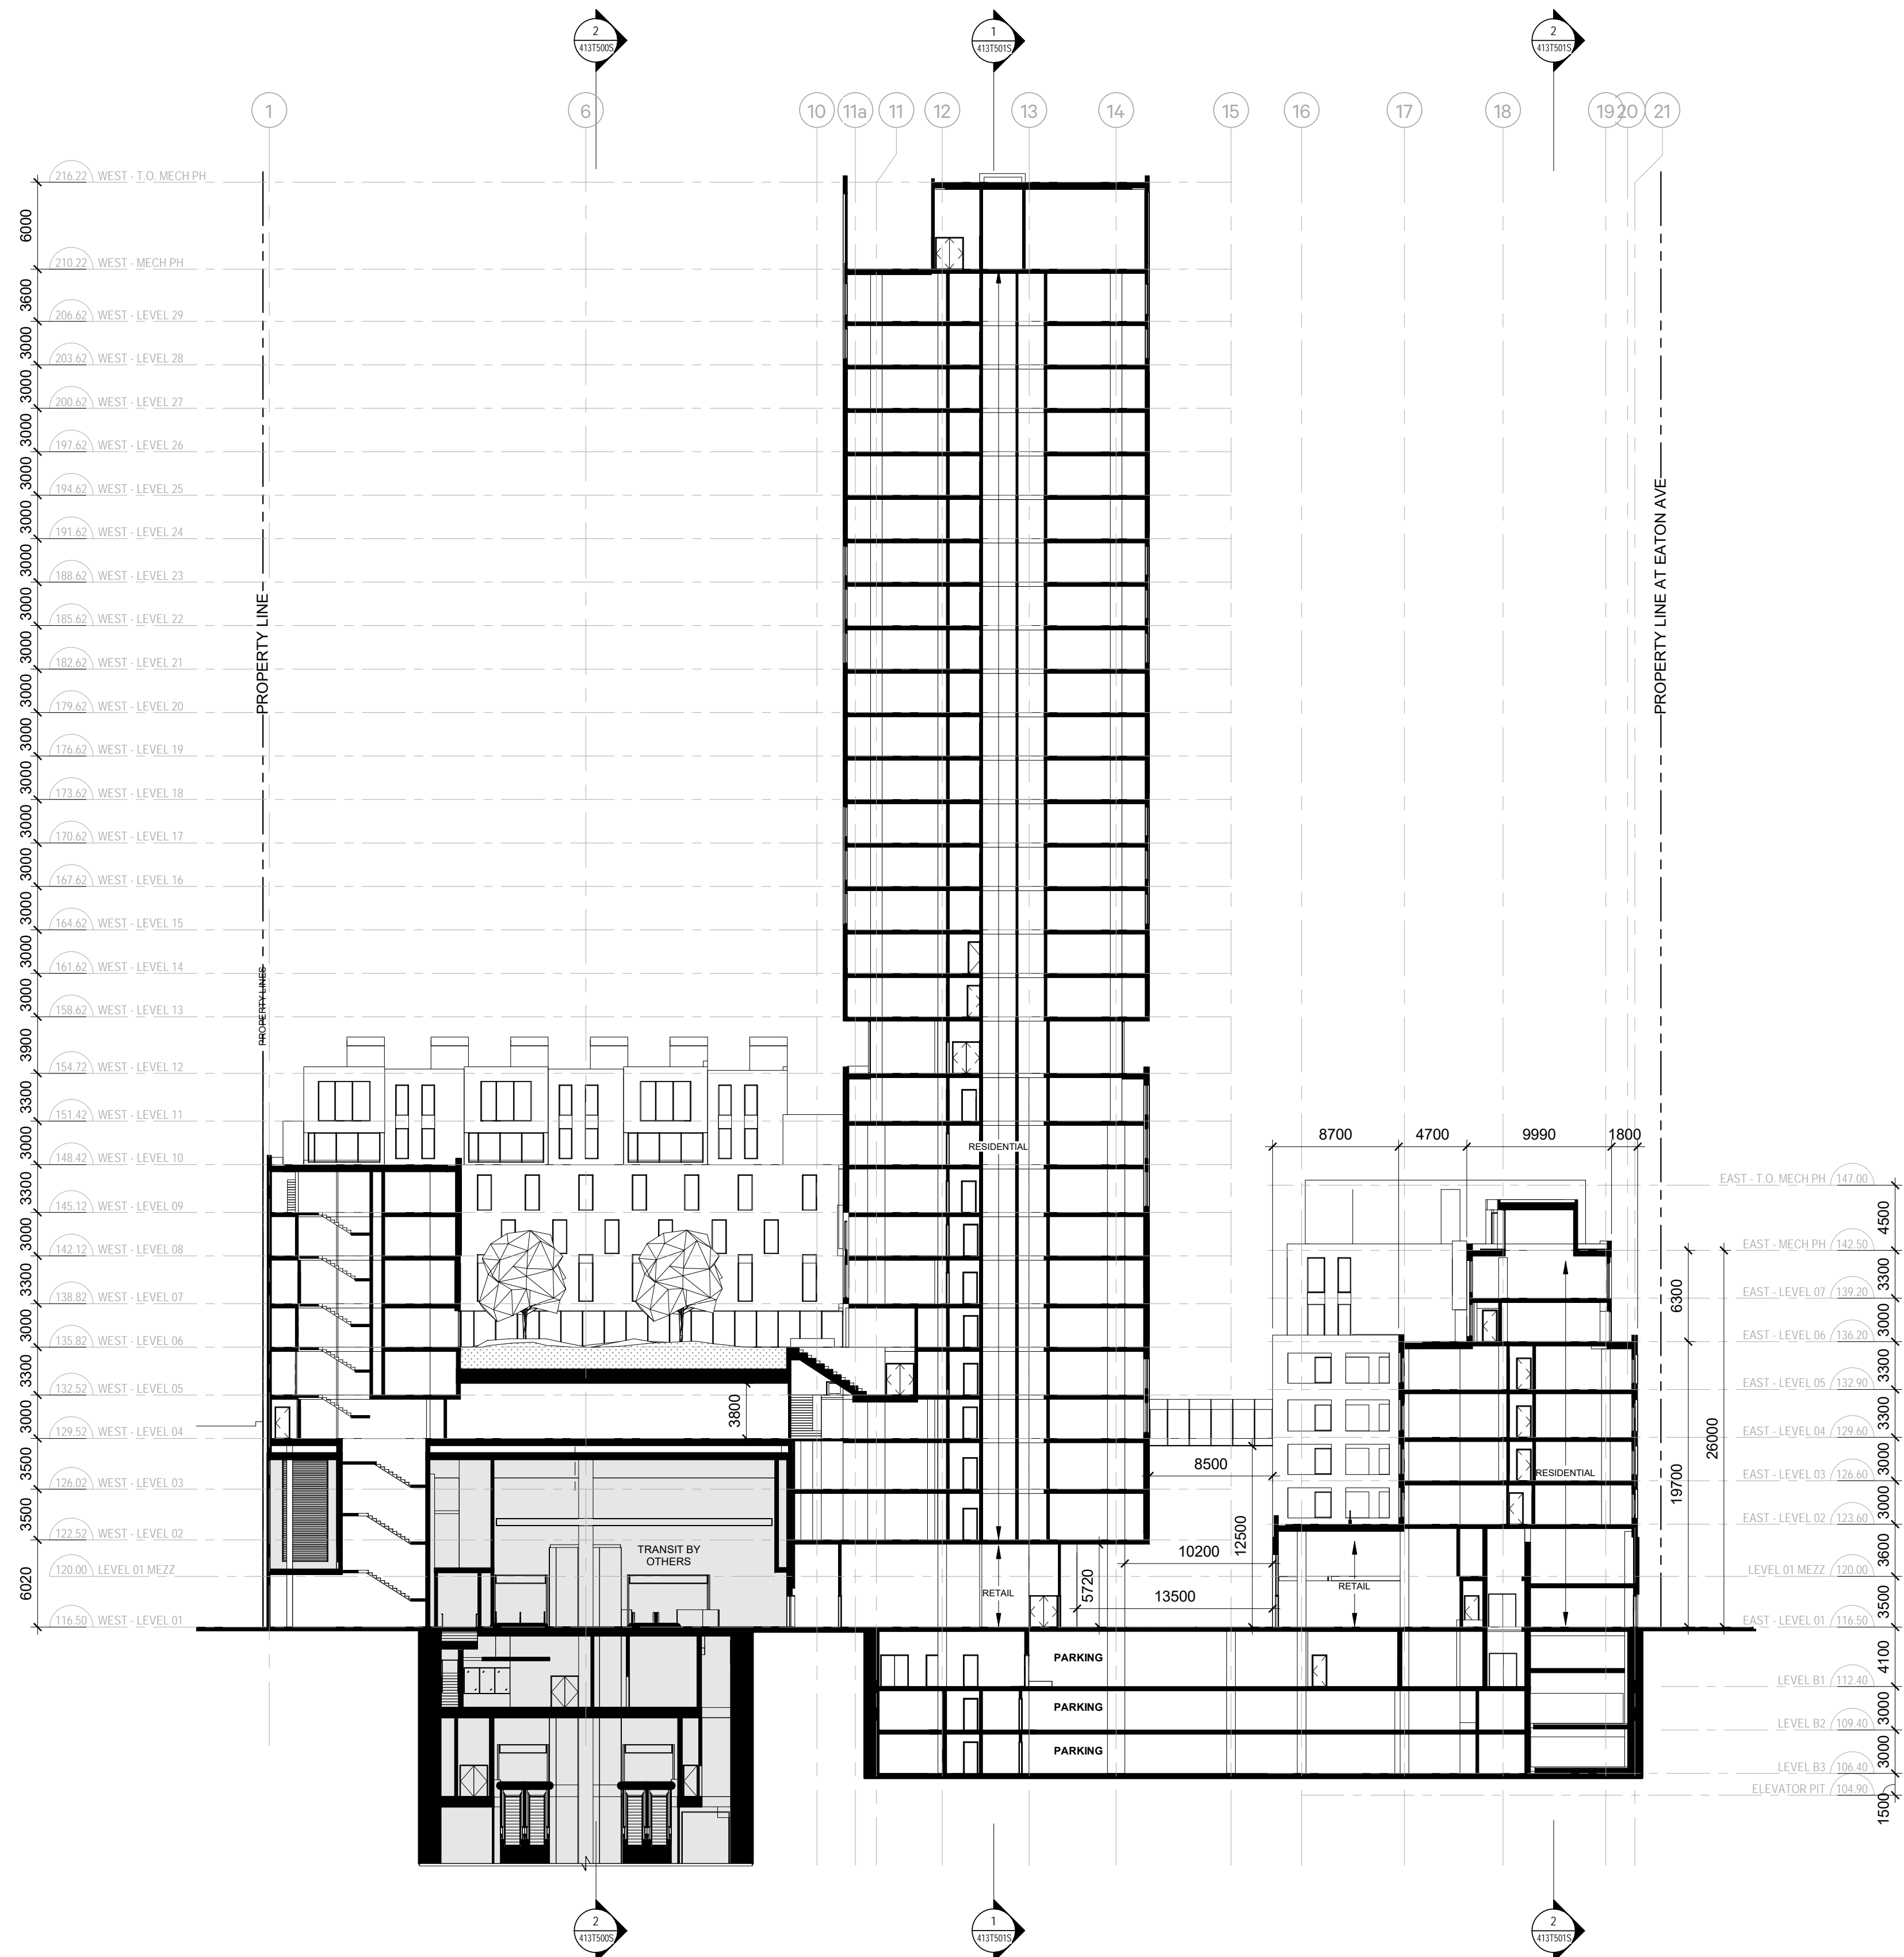 2
413T500S
1
413T501S
2
413T501S
1
6
10
11a
11
12
13
14
15
16
17
18
19
20
21
216.22 WEST - T.O. MECH PH
6000
210.22 WEST - MECH PH
3600
206.62 WEST - LEVEL 29
3000
203.62 WEST - LEVEL 28
3000
200.62 WEST - LEVEL 27
3000
197.62 WEST - LEVEL 26
3000
194.62 WEST - LEVEL 25
3000
191.62 WEST - LEVEL 24
3000
188.62 WEST - LEVEL 23
3000
185.62 WEST - LEVEL 22
3000
182.62 WEST - LEVEL 21
3000
179.62 WEST - LEVEL 20
3000
176.62 WEST - LEVEL 19
3000
173.62 WEST - LEVEL 18
3000
170.62 WEST - LEVEL 17
3000
167.62 WEST - LEVEL 16
3000
164.62 WEST - LEVEL 15
3000
161.62 WEST - LEVEL 14
3000
158.62 WEST - LEVEL 13
3900
154.72 WEST - LEVEL 12
3300
151.42 WEST - LEVEL 11
3000
148.42 WEST - LEVEL 10
3300
145.12 WEST - LEVEL 09
3000
142.12 WEST - LEVEL 08
3300
138.82 WEST - LEVEL 07
3000
135.82 WEST - LEVEL 06
3300
132.52 WEST - LEVEL 05
3000
129.52 WEST - LEVEL 04
3500
126.02 WEST - LEVEL 03
3500
122.52 WEST - LEVEL 02
6020
120.00 LEVEL 01 MEZZ
116.50 WEST - LEVEL 01
PROPERTY LINE
PROPERTY LINES
PROPERTY LINE AT EATON AVE
RESIDENTIAL
3800
TRANSIT BY
OTHERS
RETAIL
5720
8500
10200
13500
12500
RETAIL
RESIDENTIAL
8700
4700
9990
1800
6300
19700
26000
PARKING
PARKING
PARKING
EAST - T.O. MECH PH 147.00
4500
EAST - MECH PH 142.50
3300
EAST - LEVEL 07 139.20
3000
EAST - LEVEL 06 136.20
3300
EAST - LEVEL 05 132.90
3300
EAST - LEVEL 04 129.60
3000
EAST - LEVEL 03 126.60
3000
EAST - LEVEL 02 123.60
3600
LEVEL 01 MEZZ 120.00
3500
EAST - LEVEL 01 116.50
4100
LEVEL B1 112.40
3000
LEVEL B2 109.40
3000
LEVEL B3 106.40
1500
ELEVATOR PIT 104.90
2
413T500S
1
413T501S
2
413T501S